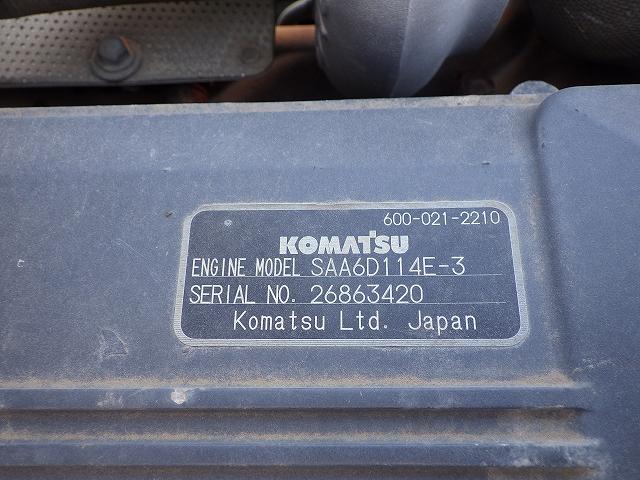 600-021-2210
KOMATSU
ENGINE MODEL SAA6D114E-3
SERIAL NO. 26863420
Komatsu Ltd. Japan